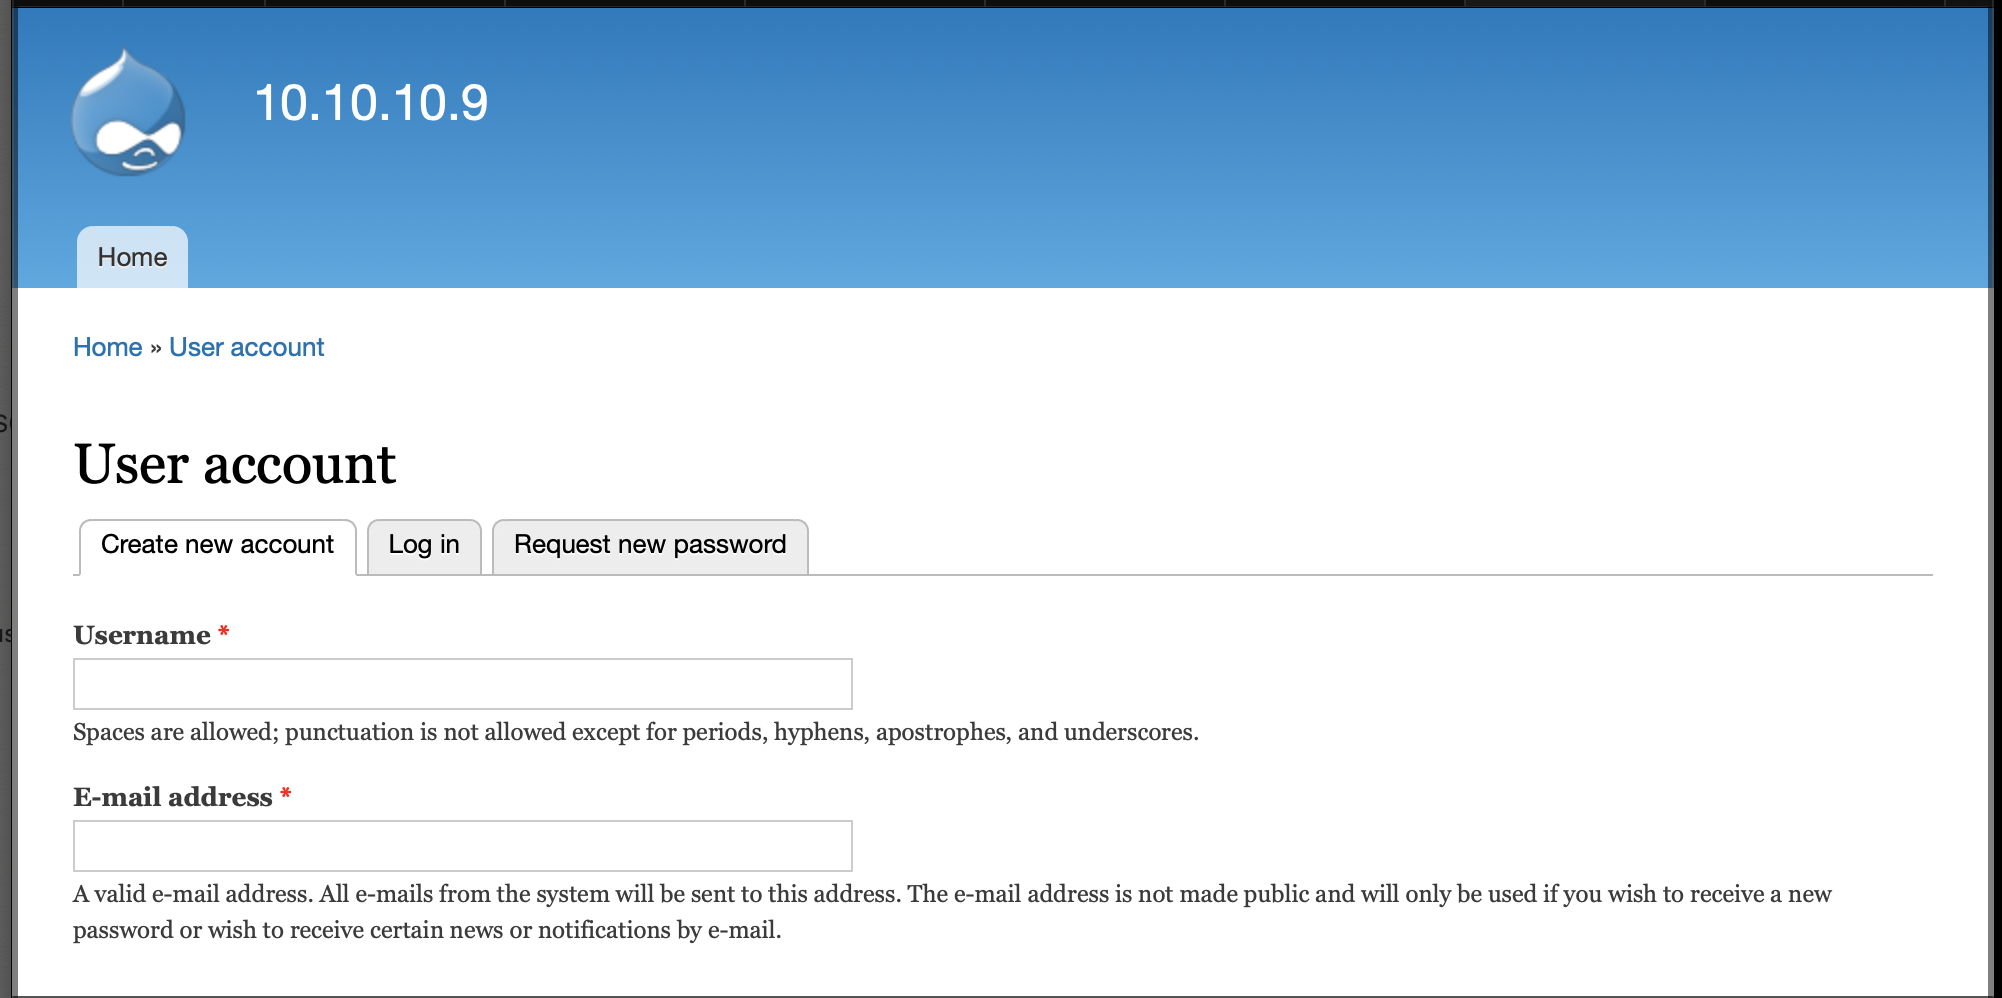 10.10.10.9
Home
Home » User account
User account
Create new account
Log in
Request new password
Username *
Spaces are allowed; punctuation is not allowed except for periods, hyphens, apostrophes, and underscores.
E-mail address *
A valid e-mail address. All e-mails from the system will be sent to this address. The e-mail address is not made public and will only be used if you wish to receive a new
password or wish to receive certain news or notifications by e-mail.